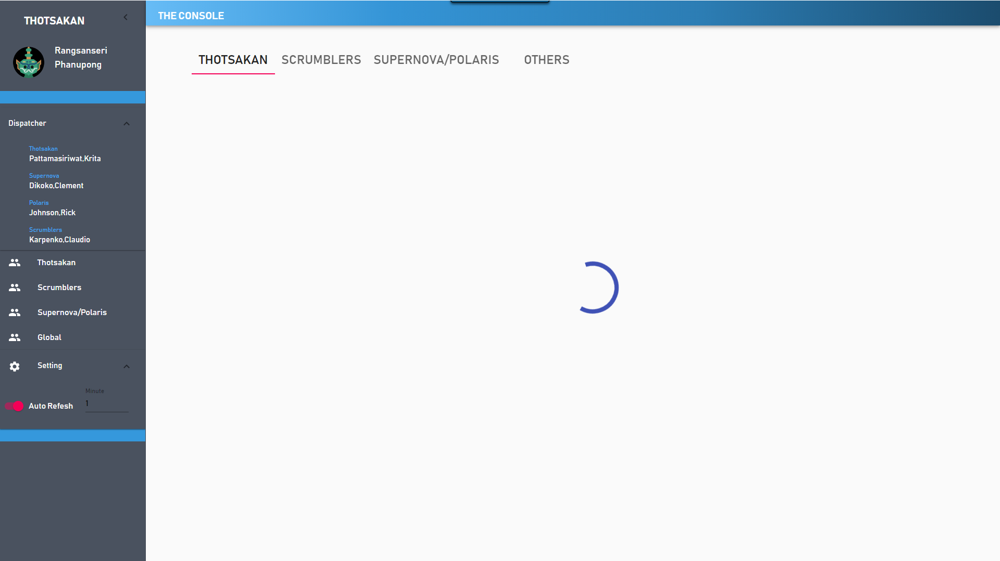 THOTSAKAN
Rangsanseri
Phanupong
Dispatcher
Thotsakan
Pattamasiriwat,Krita
Supernova
Dikoko,Clement
Polaris
Johnson,Rick
Scrumblers
Karpenko,Claudio
Thotsakan
Scrumblers
Supernova/Polaris
Global
Setting
Auto Refesh
Minute
1
THE CONSOLE
THOTSAKAN
SCRUMBLERS
SUPERNOVA/POLARIS
OTHERS